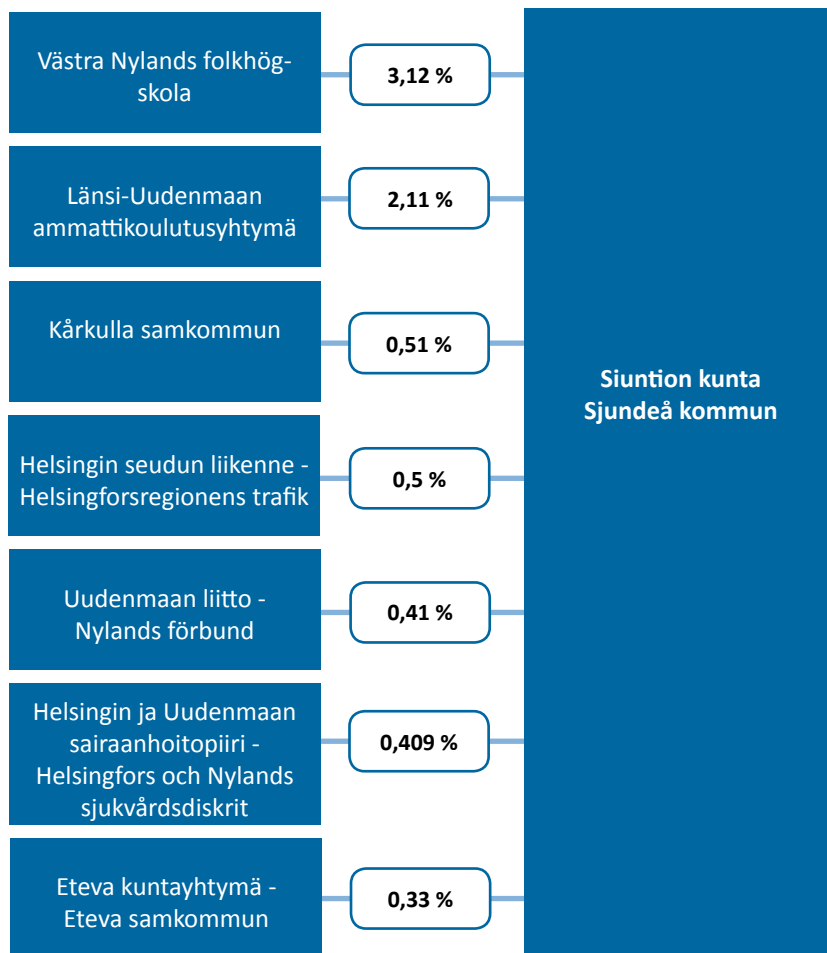 Västra Nylands folkhög-
skola
3,12 %
Länsi-Uudenmaan
ammattikoulutusyhtymä
2,11 %
Kårkulla samkommun
0,51 %
Helsingin seudun liikenne -
Helsingforsregionens trafik
0,5 %
Uudenmaan liitto -
Nylands förbund
0,41 %
Helsingin ja Uudenmaan
sairaanhoitopiiri -
Helsingfors och Nylands
sjukvårdsdiskrit
0,409 %
Eteva kuntayhtymä -
Eteva samkommun
0,33 %
Siuntion kunta
Sjundeå kommun